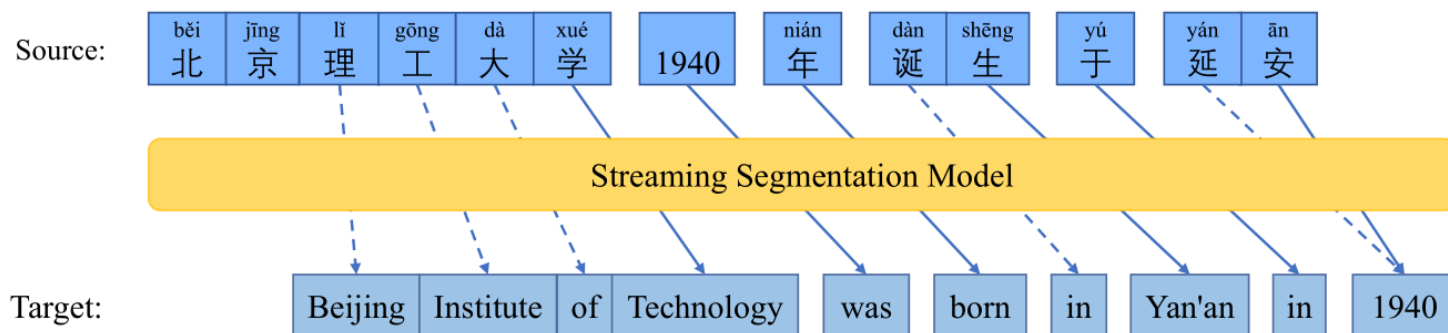 běi jīng lǐ gōng dà xué nián dàn shēng yú yán ān
Source: 北 京 理 工 大 学 1940 年 诞 生 于 延 安
Streaming Segmentation Model
Target: Beijing Institute of Technology was born in Yan'an in 1940